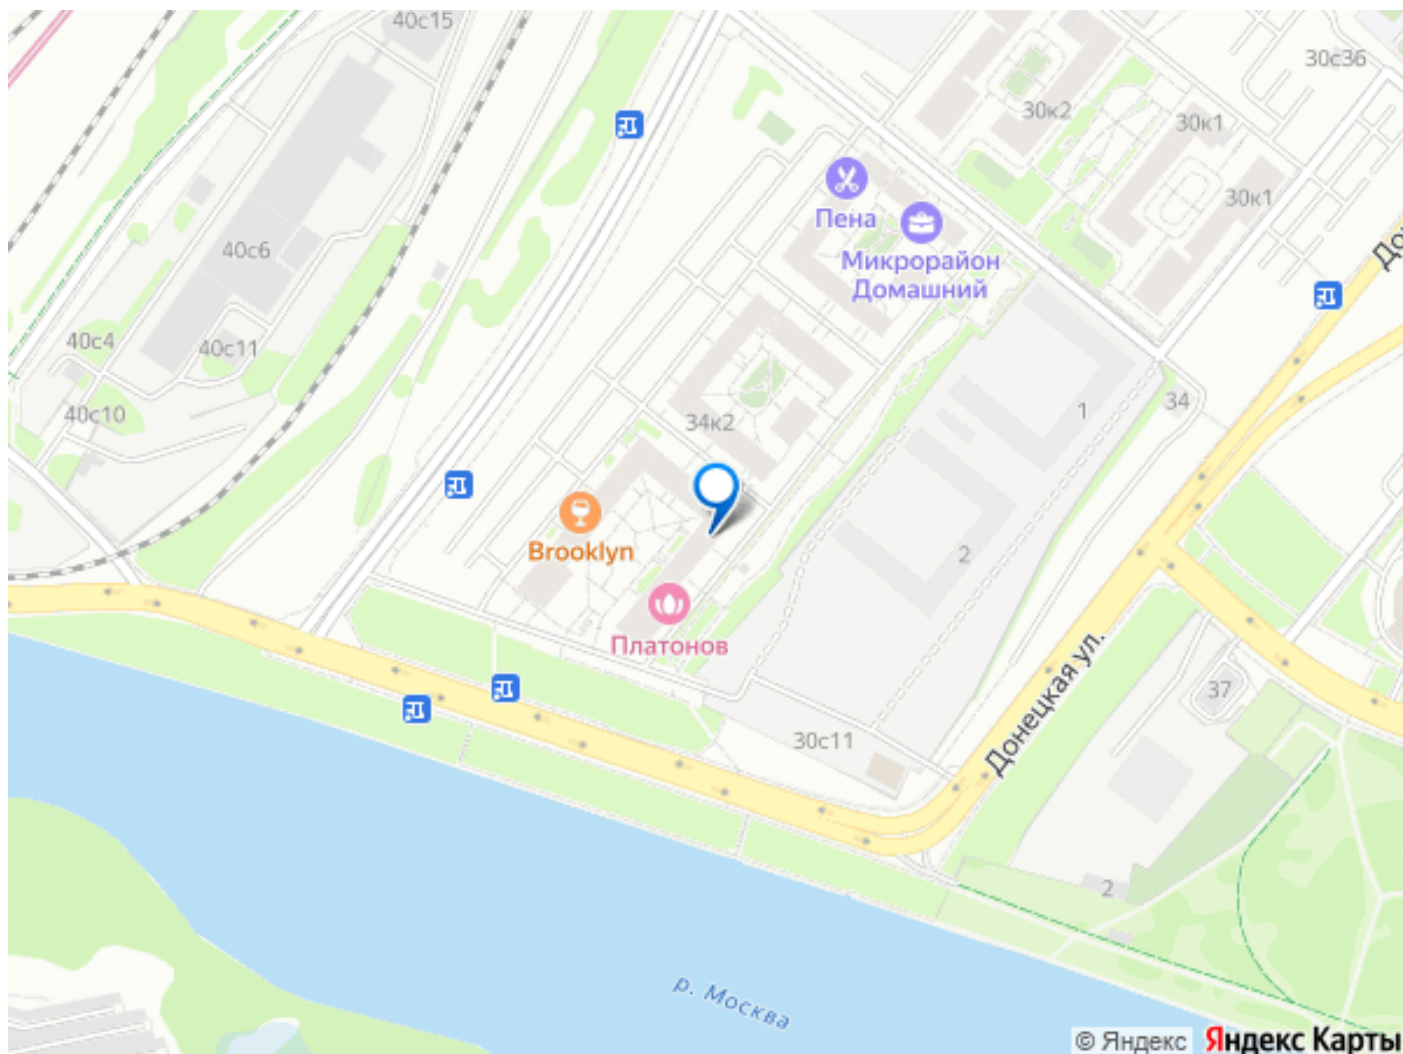 40с15
30с36
30к2
30к1
30к1
Пена
Микрорайон
Домашний
40с6
40с4
40с11
40с10
34к2
1
34
Brooklyn
2
Платонов
Донецкая ул.
37
30с11
2
р. Москва
© Яндекс
Яндекс Карты